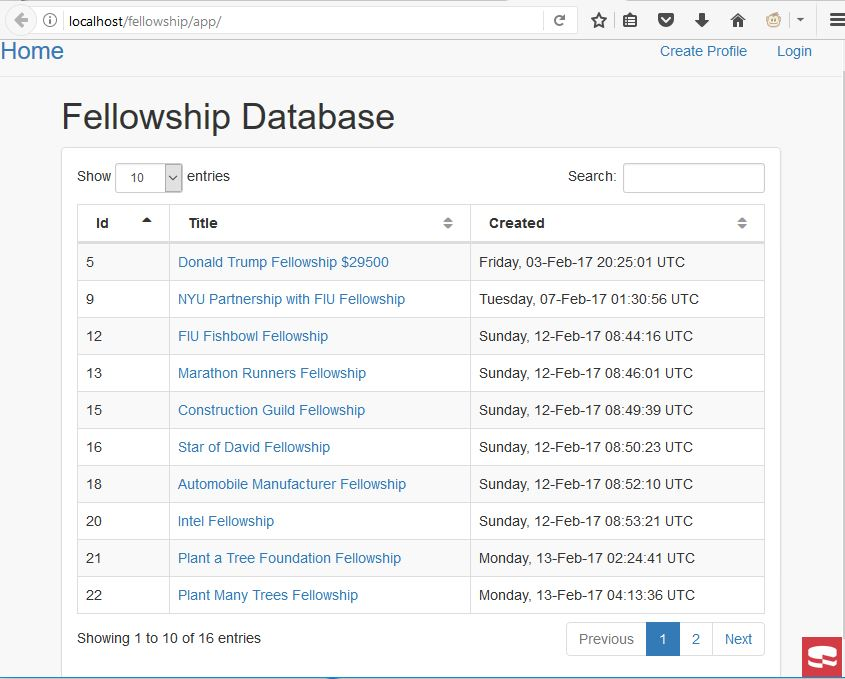 localhost/fellowship/app/
Home Create Profile Login
Fellowship Database
Show 10 entries Search:
Id Title Created
5 Donald Trump Fellowship $29500 Friday, 03-Feb-17 20:25:01 UTC
9 NYU Partnership with FIU Fellowship Tuesday, 07-Feb-17 01:30:56 UTC
12 FIU Fishbowl Fellowship Sunday, 12-Feb-17 08:44:16 UTC
13 Marathon Runners Fellowship Sunday, 12-Feb-17 08:46:01 UTC
15 Construction Guild Fellowship Sunday, 12-Feb-17 08:49:39 UTC
16 Star of David Fellowship Sunday, 12-Feb-17 08:50:23 UTC
18 Automobile Manufacturer Fellowship Sunday, 12-Feb-17 08:52:10 UTC
20 Intel Fellowship Sunday, 12-Feb-17 08:53:21 UTC
21 Plant a Tree Foundation Fellowship Monday, 13-Feb-17 02:24:41 UTC
22 Plant Many Trees Fellowship Monday, 13-Feb-17 04:13:36 UTC
Showing 1 to 10 of 16 entries Previous 1 2 Next